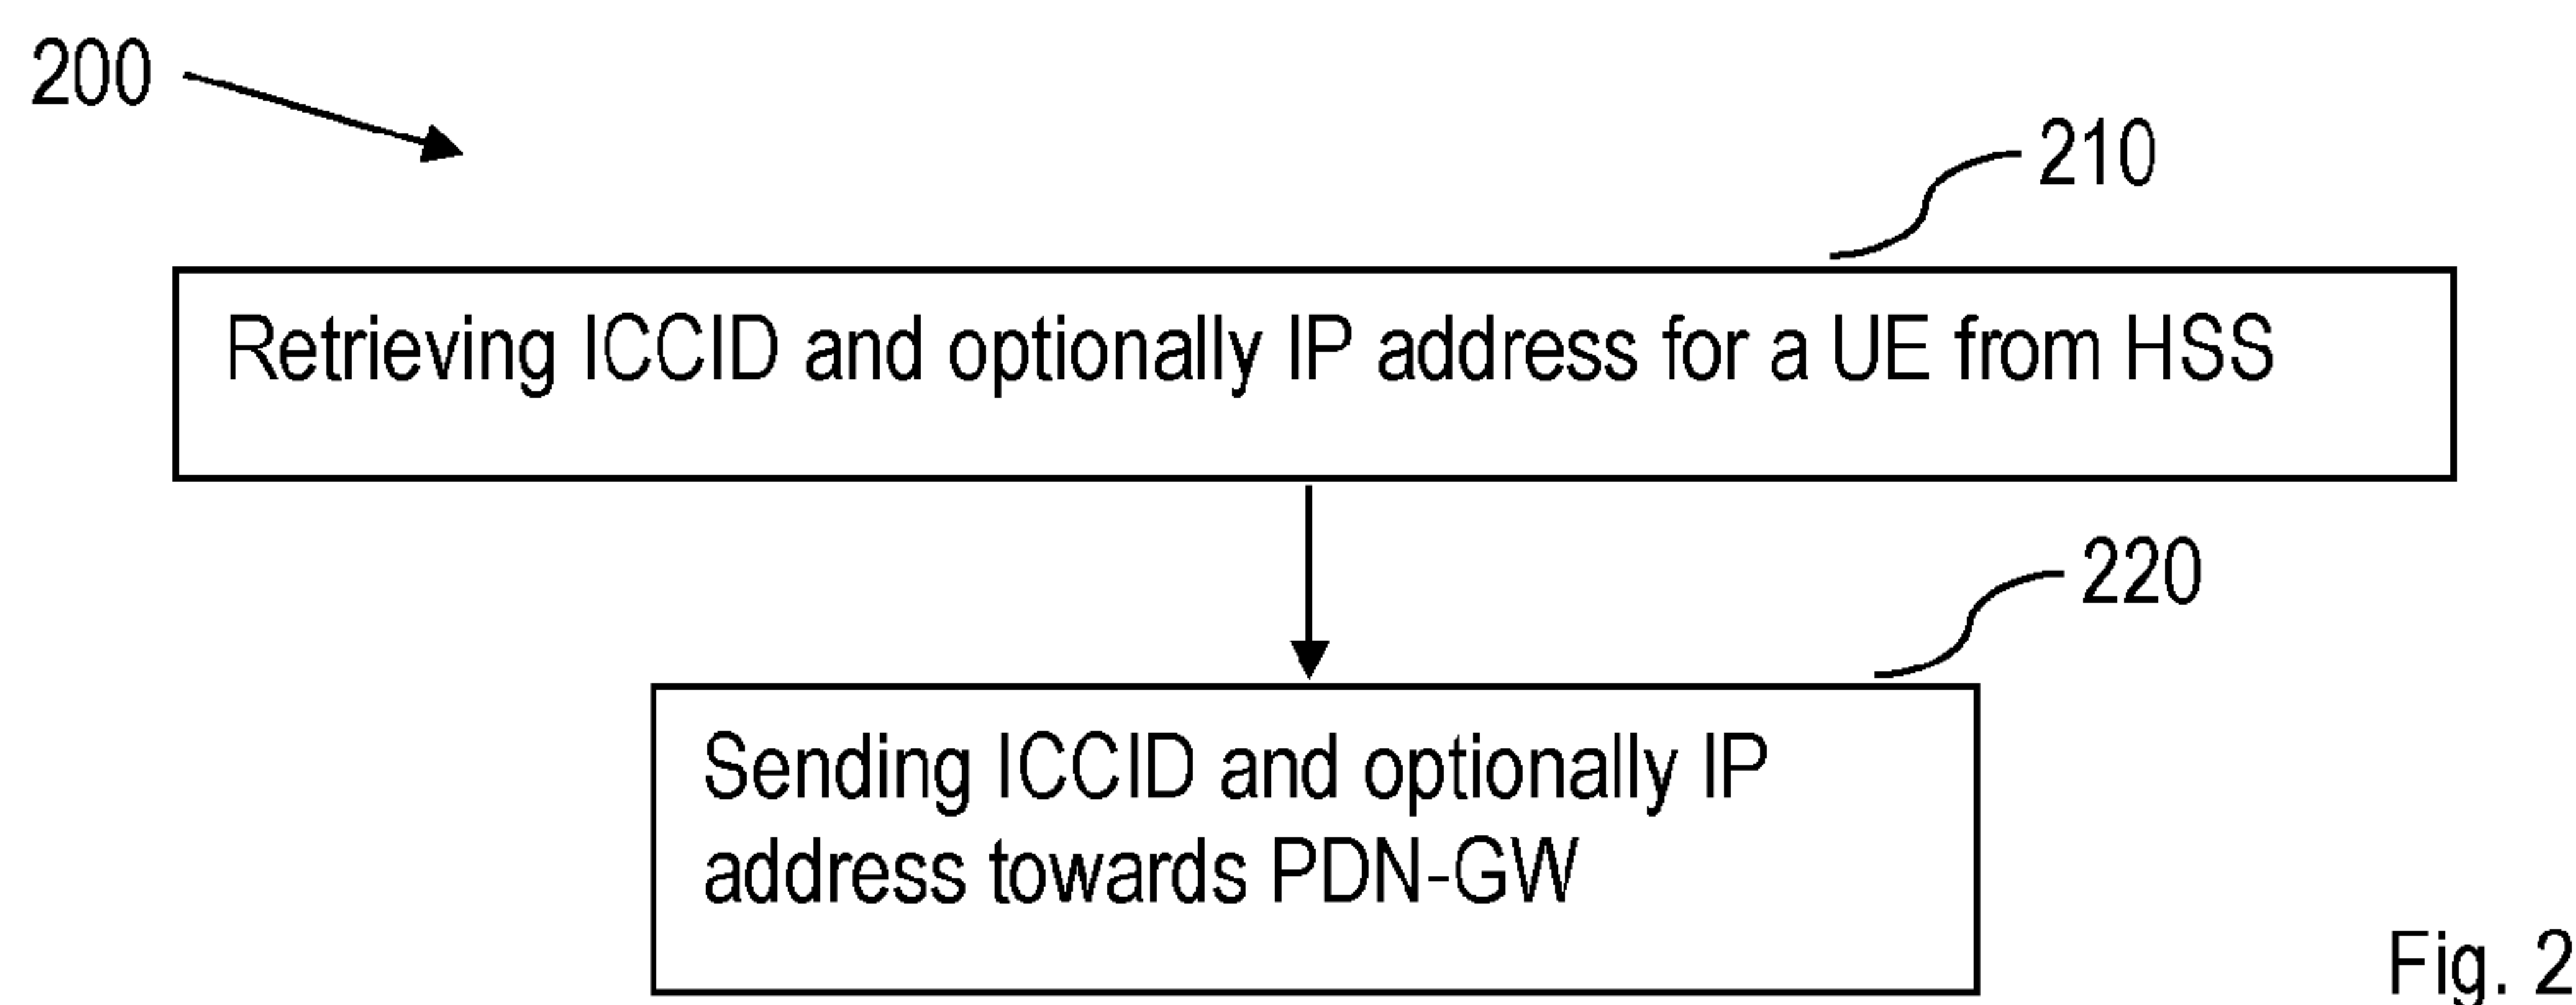 200
210
Retrieving ICCID and optionally IP address for a UE from HSS
220
Sending ICCID and optionally IP
address towards PDN-GW
Fig. 2